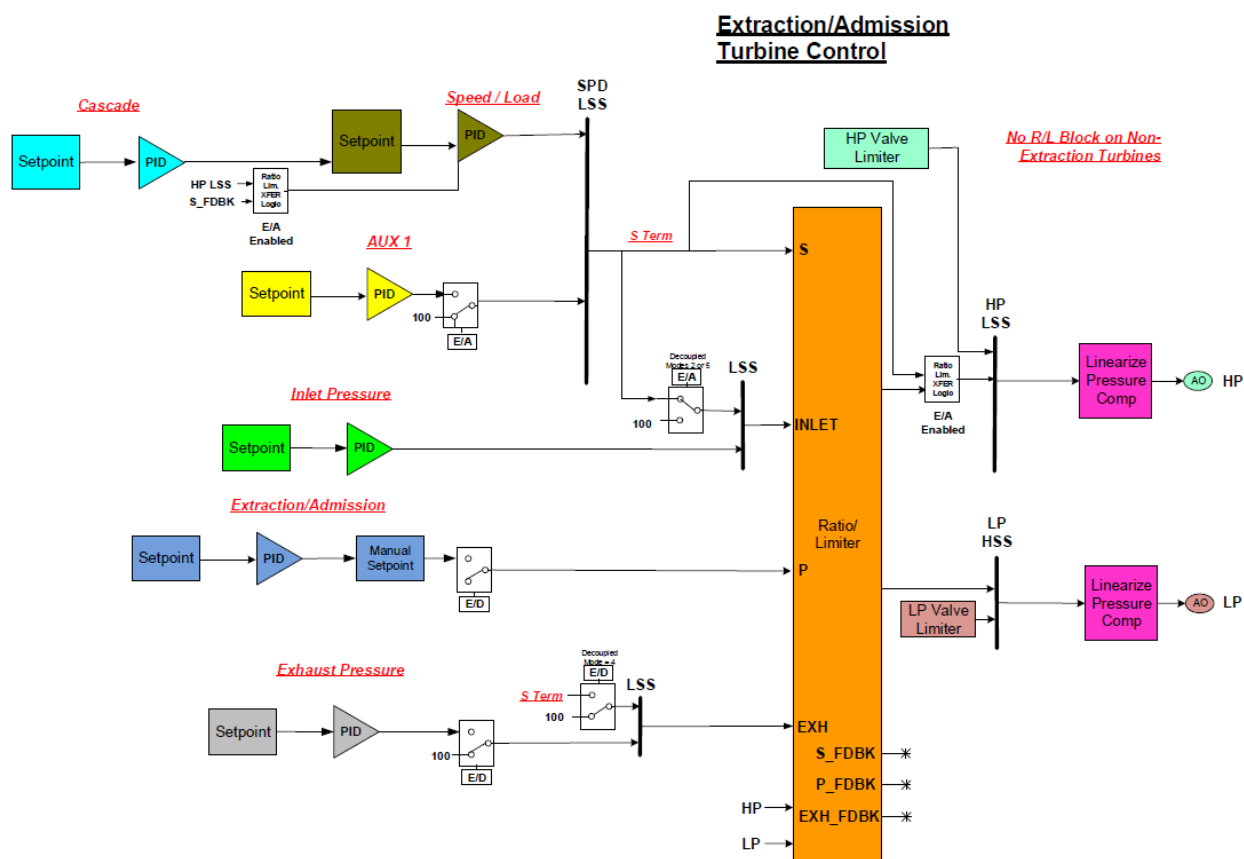 Extraction/Admission
Turbine Control
SPD
LSS
Cascade
Speed / Load
Setpoint
PID
Setpoint
PID
HP Valve
Limiter
No R/L Block on Non-
Extraction Turbines
HP LSS
S_FDBK
Ratio
Lim.
XFER
Logic
E/A
Enabled
AUX 1
S Term
S
Setpoint
PID
100
E/A
HP
LSS
Decoupled
Modes 2 or 5
E/A
LSS
100
Ratio
Lim.
XFER
Logic
E/A
Enabled
Linearize
Pressure
Comp
AO
HP
Inlet Pressure
INLET
Setpoint
PID
Extraction/Admission
Setpoint
PID
Manual
Setpoint
E/D
Ratio/
Limiter
P
LP
HSS
LP Valve
Limiter
Linearize
Pressure
Comp
AO
LP
Exhaust Pressure
Decoupled
Mode = 4
E/D
S Term
100
LSS
Setpoint
PID
100
E/D
EXH
S_FDBK
P_FDBK
EXH_FDBK
HP
LP